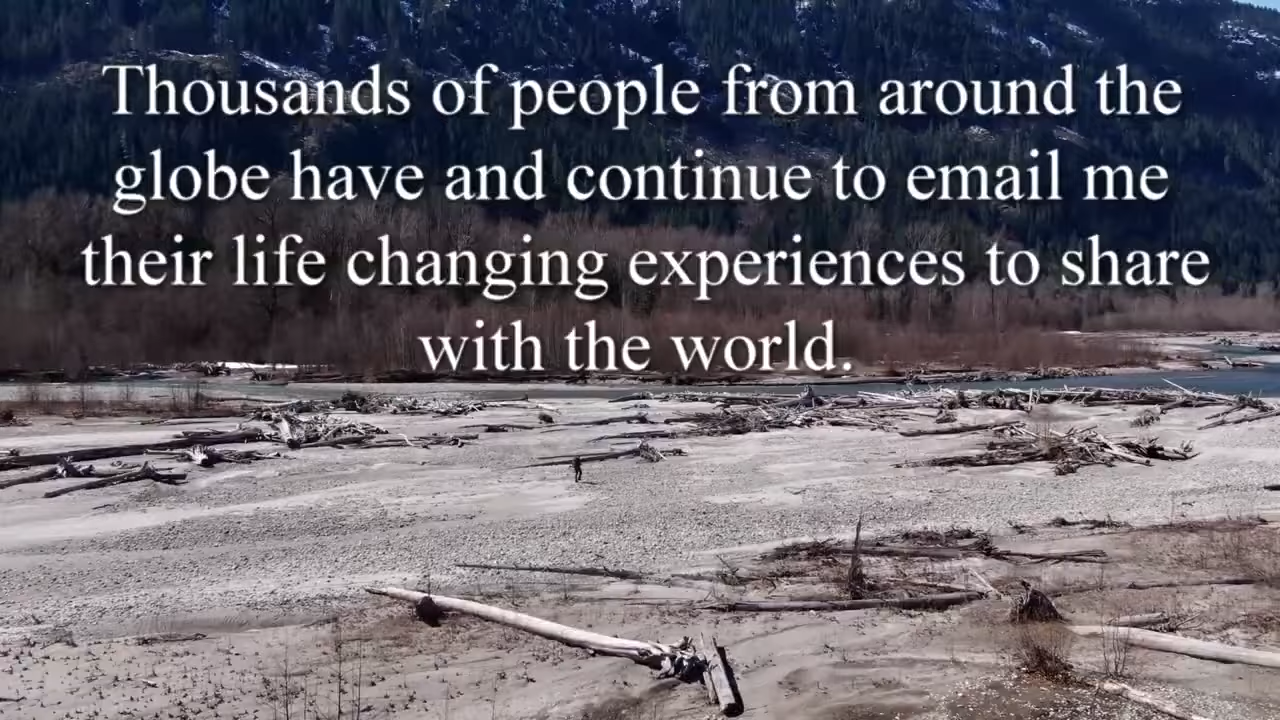 Thousands of people from around the
globe have and continue to email me
their life changing experiences to share
with the world.